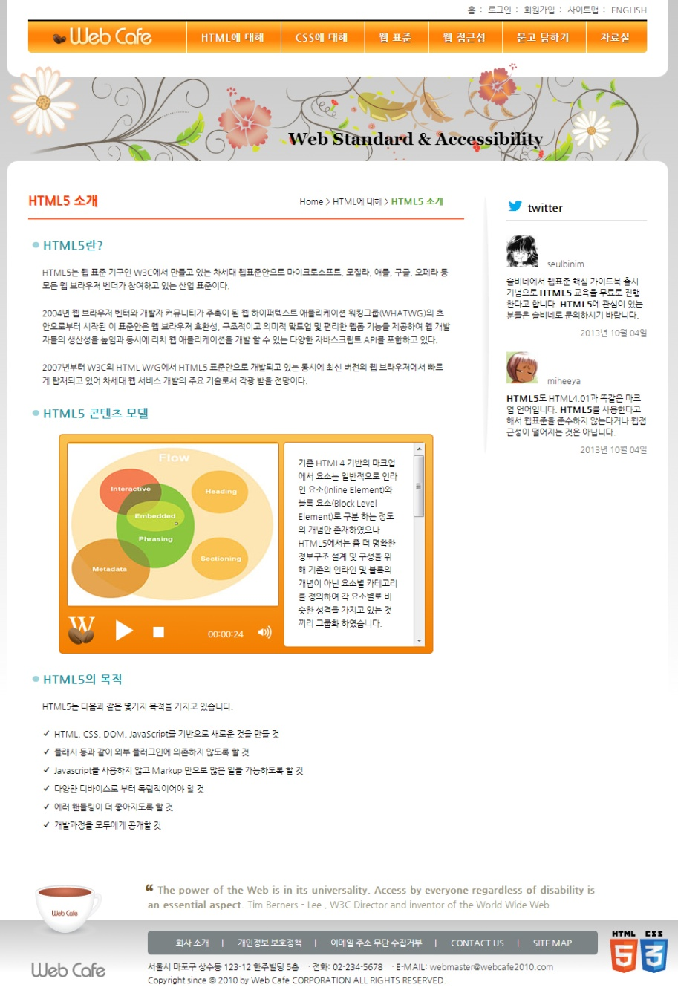 홈 : 로그인 : 회원가입 : 사이트맵 : ENGLISH
Web Cafe HTML에 대해 CSS에 대해 웹 표준 웹 접근성 묻고 답하기 자료실
Web Standard & Accessibility
HTML5 소개
Home > HTML에 대해 > HTML5 소개
HTML5란?
HTML5는 웹 표준 기구인 W3C에서 만들고 있는 차세대 웹표준안으로 마이크로소프트, 모질라, 애플, 구글, 오페라 등
모든 웹 브라우저 벤더가 참여하고 있는 산업 표준이다.
2004년 웹 브라우저 벤터와 개발자 커뮤니티가 주축이 된 웹 하이퍼텍스트 애플리케이션 워킹그룹(WHATWG)의 초
안으로부터 시작된 이 표준안은 웹 브라우저 호환성, 구조적이고 의미적 말트업 및 편리한 웹폼 기능을 제공하여 웹 개발
자들의 생산성을 높임과 동시에 리치 웹 애플리케이션을 개발 할 수 있는 다양한 자바스크립트 API를 포함하고 있다.
2007년부터 W3C의 HTML W/G에서 HTML5 표준안으로 개발되고 있는 동시에 최신 버전의 웹 브라우저에서 빠르
게 탑재되고 있어 차세대 웹 서비스 개발의 주요 기술로서 각광 받을 전망이다.
HTML5 콘텐츠 모델
Flow
Interactive
Heading
Embedded
Phrasing
Sectioning
Metadata
W
00:00:24
기존 HTML4 기반의 마크업
에서 요소는 일반적으로 인라
인 요소(Inline Element)와
블록 요소(Block Level
Element)로 구분 하는 정도
의 개념만 존재하였으나
HTML5에서는 좀 더 명확한
정보구조 설계 및 구성을 위
해 기존의 인라인 및 블록의
개념이 아닌 요소별 카테고리
를 정의하여 각 요소별로 비
슷한 성격을 가지고 있는 것
끼리 그룹화 하였습니다.
HTML5의 목적
HTML5는 다음과 같은 몇가지 목적을 가지고 있습니다.
HTML, CSS, DOM, JavaScript를 기반으로 새로운 것을 만들 것
플래시 등과 같이 외부 플러그인에 의존하지 않도록 할 것
Javascript를 사용하지 않고 Markup 만으로 많은 일을 가능하도록 할 것
다양한 디바이스로 부터 독립적이어야 할 것
에러 핸들링이 더 좋아지도록 할 것
개발과정을 모두에게 공개할 것
twitter
seulbinim
슬비네에서 웹표준 핵심 가이드북 출시
기념으로 HTML5 교육을 무료로 진행
한다고 합니다. HTML5에 관심이 있는
분들은 슬비네로 문의하시기 바랍니다.
2013년 10월 04일
miheeya
HTML5도 HTML4.01과 똑같은 마크
업 언어입니다. HTML5를 사용한다고
해서 웹표준을 준수하지 않는다거나 웹접
근성이 떨어지는 것은 아닙니다.
2013년 10월 04일
Web Cafe
“ The power of the Web is in its universality. Access by everyone regardless of disability is
an essential aspect. Tim Berners - Lee , W3C Director and inventor of the World Wide Web
회사 소개 | 개인정보 보호정책 | 이메일 주소 무단 수집거부 | CONTACT US | SITE MAP
HTML 5 CSS 3
Web Cafe
서울시 마포구 상수동 123-12 한주빌딩 5층 · 전화: 02-234-5678 · E-MAIL: webmaster@webcafe2010.com
Copyright since © 2010 by Web Cafe CORPORATION ALL RIGHTS RESERVED.